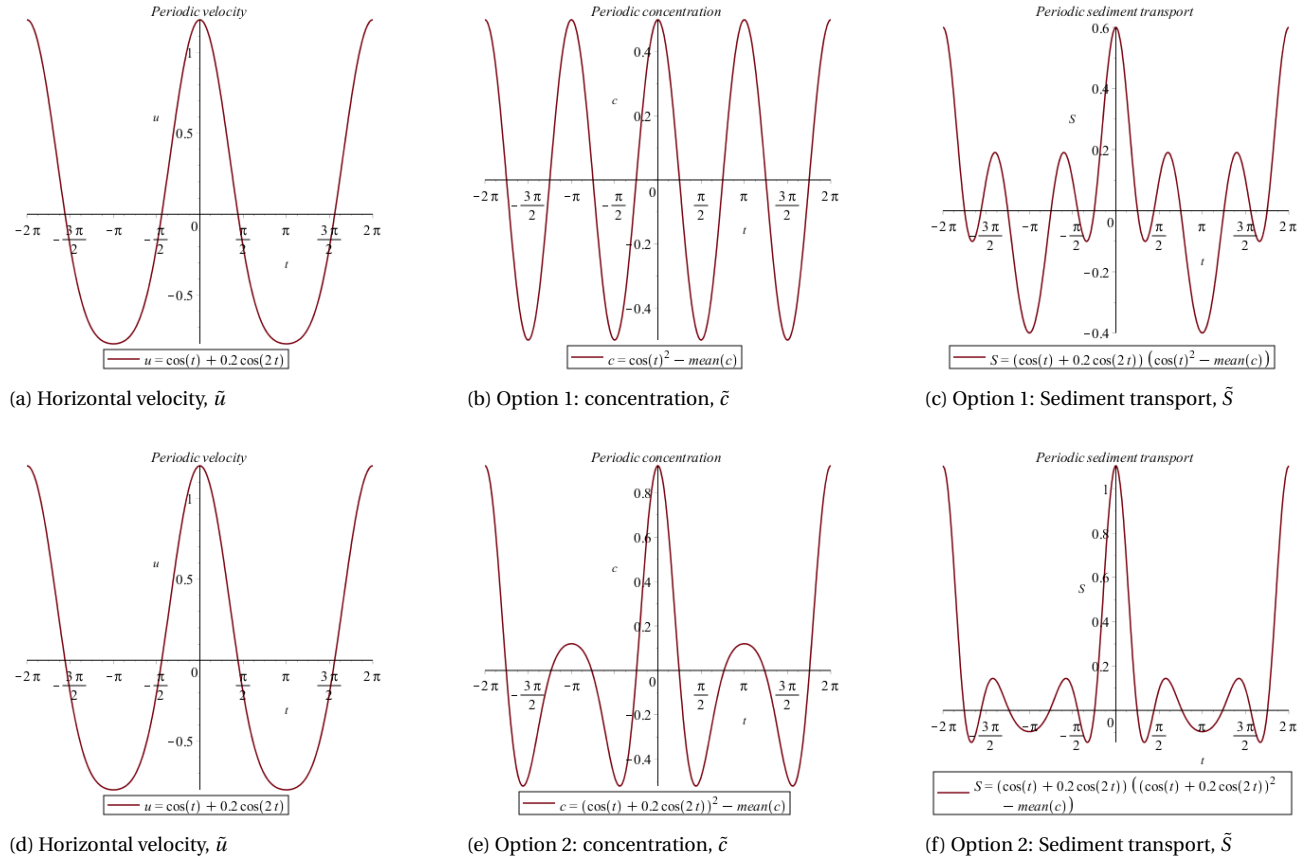 Periodic velocity
1
u
0.5
0
−2π
−3π/2
−π
−π/2
π/2
π
3π/2
2π
t
−0.5
u = cos(t) + 0.2 cos(2 t)
(a) Horizontal velocity, ũ
Periodic concentration
0.4
c
0.2
0
−2π
−3π/2
−π
−π/2
π/2
π
3π/2
2π
t
−0.2
−0.4
c = cos(t)² − mean(c)
(b) Option 1: concentration, c̃
Periodic sediment transport
0.6
0.4
S
0.2
0
−2π
−3π/2
−π
−π/2
π/2
π
3π/2
2π
t
−0.2
−0.4
S = (cos(t) + 0.2 cos(2 t)) (cos(t)² − mean(c))
(c) Option 1: Sediment transport, S̃
Periodic velocity
1
u
0.5
0
−2π
−3π/2
−π
−π/2
π/2
π
3π/2
2π
t
−0.5
u = cos(t) + 0.2 cos(2 t)
(d) Horizontal velocity, ũ
Periodic concentration
0.8
0.6
c
0.4
0.2
0
−2π
−3π/2
−π
−π/2
π/2
π
3π/2
2π
−0.2
t
−0.4
c = (cos(t) + 0.2 cos(2 t))² − mean(c)
(e) Option 2: concentration, c̃
Periodic sediment transport
1
0.8
0.6
S
0.4
0.2
0
−2π
−3π/2
−π
−π/2
π/2
π
3π/2
2π
t
S = (cos(t) + 0.2 cos(2 t)) ((cos(t) + 0.2 cos(2 t))²
− mean(c))
(f) Option 2: Sediment transport, S̃